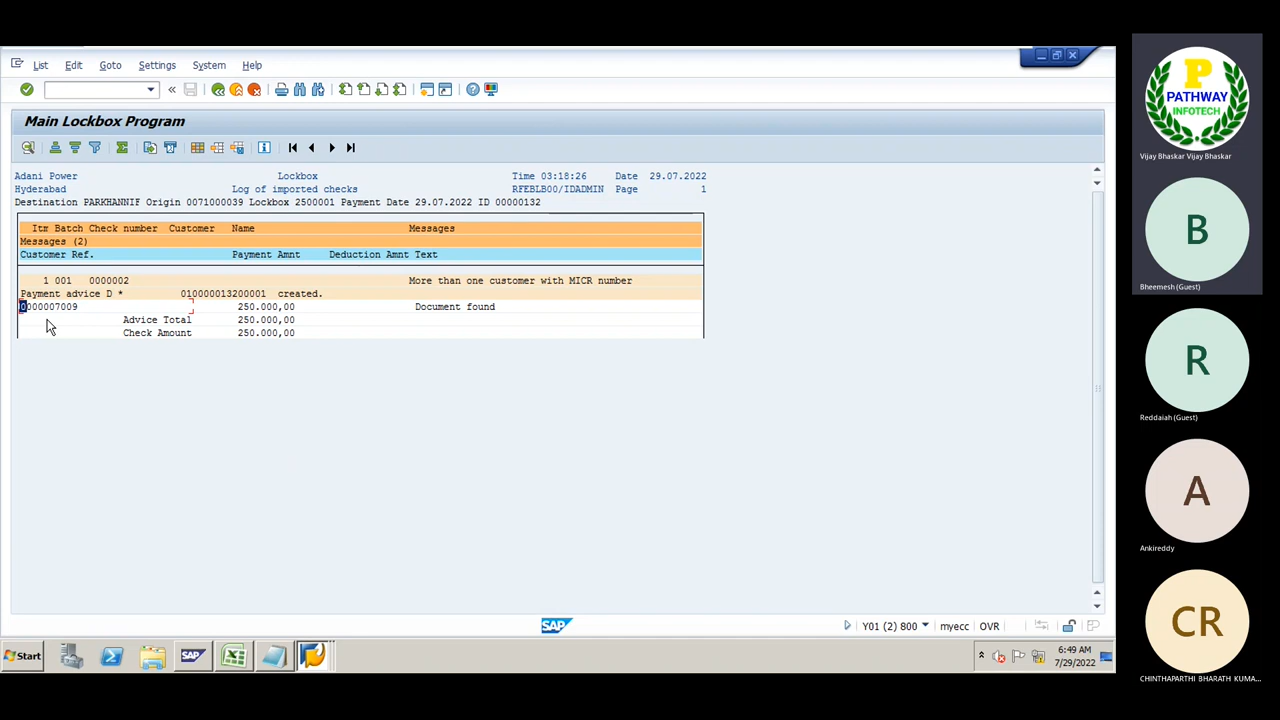 List Edit Goto Settings System Help
Main Lockbox Program
Adani Power Lockbox Time 03:18:26 Date 29.07.2022
Hyderabad Log of imported checks RFEBLB00/IDADMIN Page 1
Destination PARKHANNIF Origin 0071000039 Lockbox 2500001 Payment Date 29.07.2022 ID 00000132
Itm Batch Check number Customer Name Messages
Messages (2)
Customer Ref. Payment Amnt Deduction Amnt Text
1 001 0000002 More than one customer with MICR number
Payment advice D * 010000013200001 created.
0000007009 250.000,00 Document found
Advice Total 250.000,00
Check Amount 250.000,00
SAP
Y01 (2) 800 myecc OVR
Start
SAP
6:49 AM
7/29/2022
P
PATHWAY
INFOTECH
Vijay Bhaskar Vijay Bhaskar
B
Bheemesh (Guest)
R
Reddaiah (Guest)
A
Ankireddy
CR
CHINTHAPARTHI BHARATH KUMA...